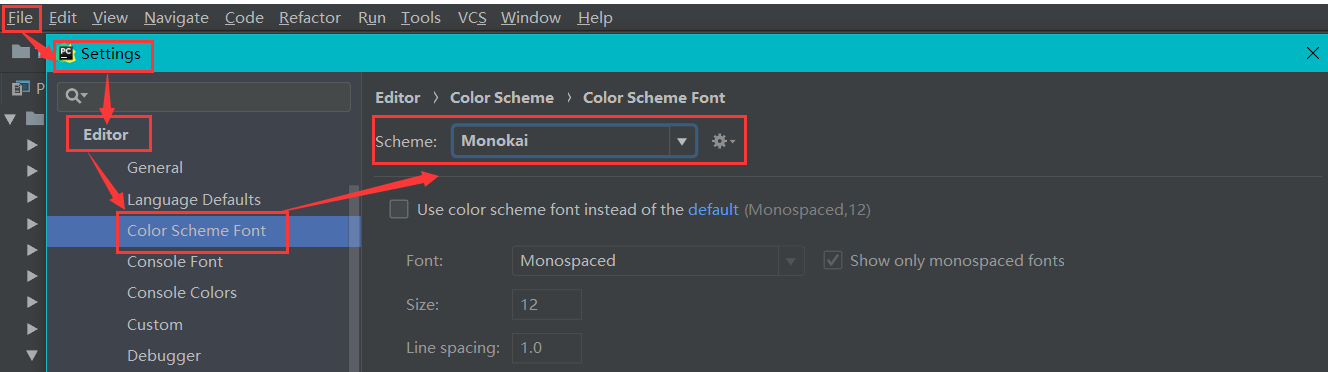 File Edit View Navigate Code Refactor Run Tools VCS Window Help
PC Settings
P
Editor
General
Language Defaults
Color Scheme Font
Console Font
Console Colors
Custom
Debugger
Editor › Color Scheme › Color Scheme Font
Scheme: Monokai
Use color scheme font instead of the default (Monospaced,12)
Font: Monospaced Show only monospaced fonts
Size: 12
Line spacing: 1.0